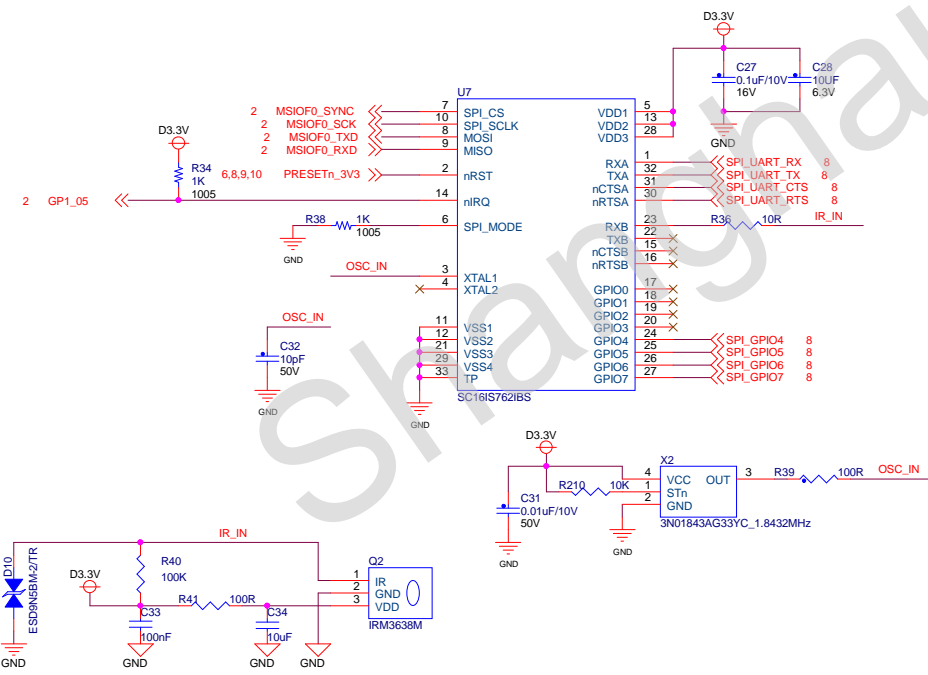 D3.3V
C27
0.1uF/10V
16V
C28
10UF
6.3V
GND
U7
2 MSIOF0_SYNC
2 MSIOF0_SCK
2 MSIOF0_TXD
2 MSIOF0_RXD
7
10
8
9
SPI_CS
SPI_SCLK
MOSI
MISO
VDD1
VDD2
VDD3
5
13
28
D3.3V
R34
1K
1005
6,8,9,10 PRESETn_3V3
2
nRST
2 GP1_05
14
nIRQ
R38 1K
1005
GND
6
SPI_MODE
RXA
TXA
nCTSA
nRTSA
1
32
31
30
SPI_UART_RX 8
SPI_UART_TX 8
SPI_UART_CTS 8
SPI_UART_RTS 8
RXB
TXB
nCTSB
nRTSB
23
22
15
16
R36 10R
IR_IN
OSC_IN
3
4
XTAL1
XTAL2
GPIO0
GPIO1
GPIO2
GPIO3
GPIO4
GPIO5
GPIO6
GPIO7
17
18
19
20
24
25
26
27
SPI_GPIO4 8
SPI_GPIO5 8
SPI_GPIO6 8
SPI_GPIO7 8
OSC_IN
C32
10pF
50V
GND
11
12
21
29
33
VSS1
VSS2
VSS3
VSS4
TP
SC16IS762IBS
GND
D3.3V
C31
0.01uF/10V
50V
GND
R210 10K
X2
4
1
2
VCC
STn
GND
OUT
3
GND
3N01843AG33YC_1.8432MHz
R39 100R
OSC_IN
IR_IN
D10
ESD9N5BM-2/TR
GND
D3.3V
R40
100K
R41 100R
C33
100nF
GND
C34
10uF
GND
GND
Q2
1
2
3
IR
GND
VDD
IRM3638M
Shangha